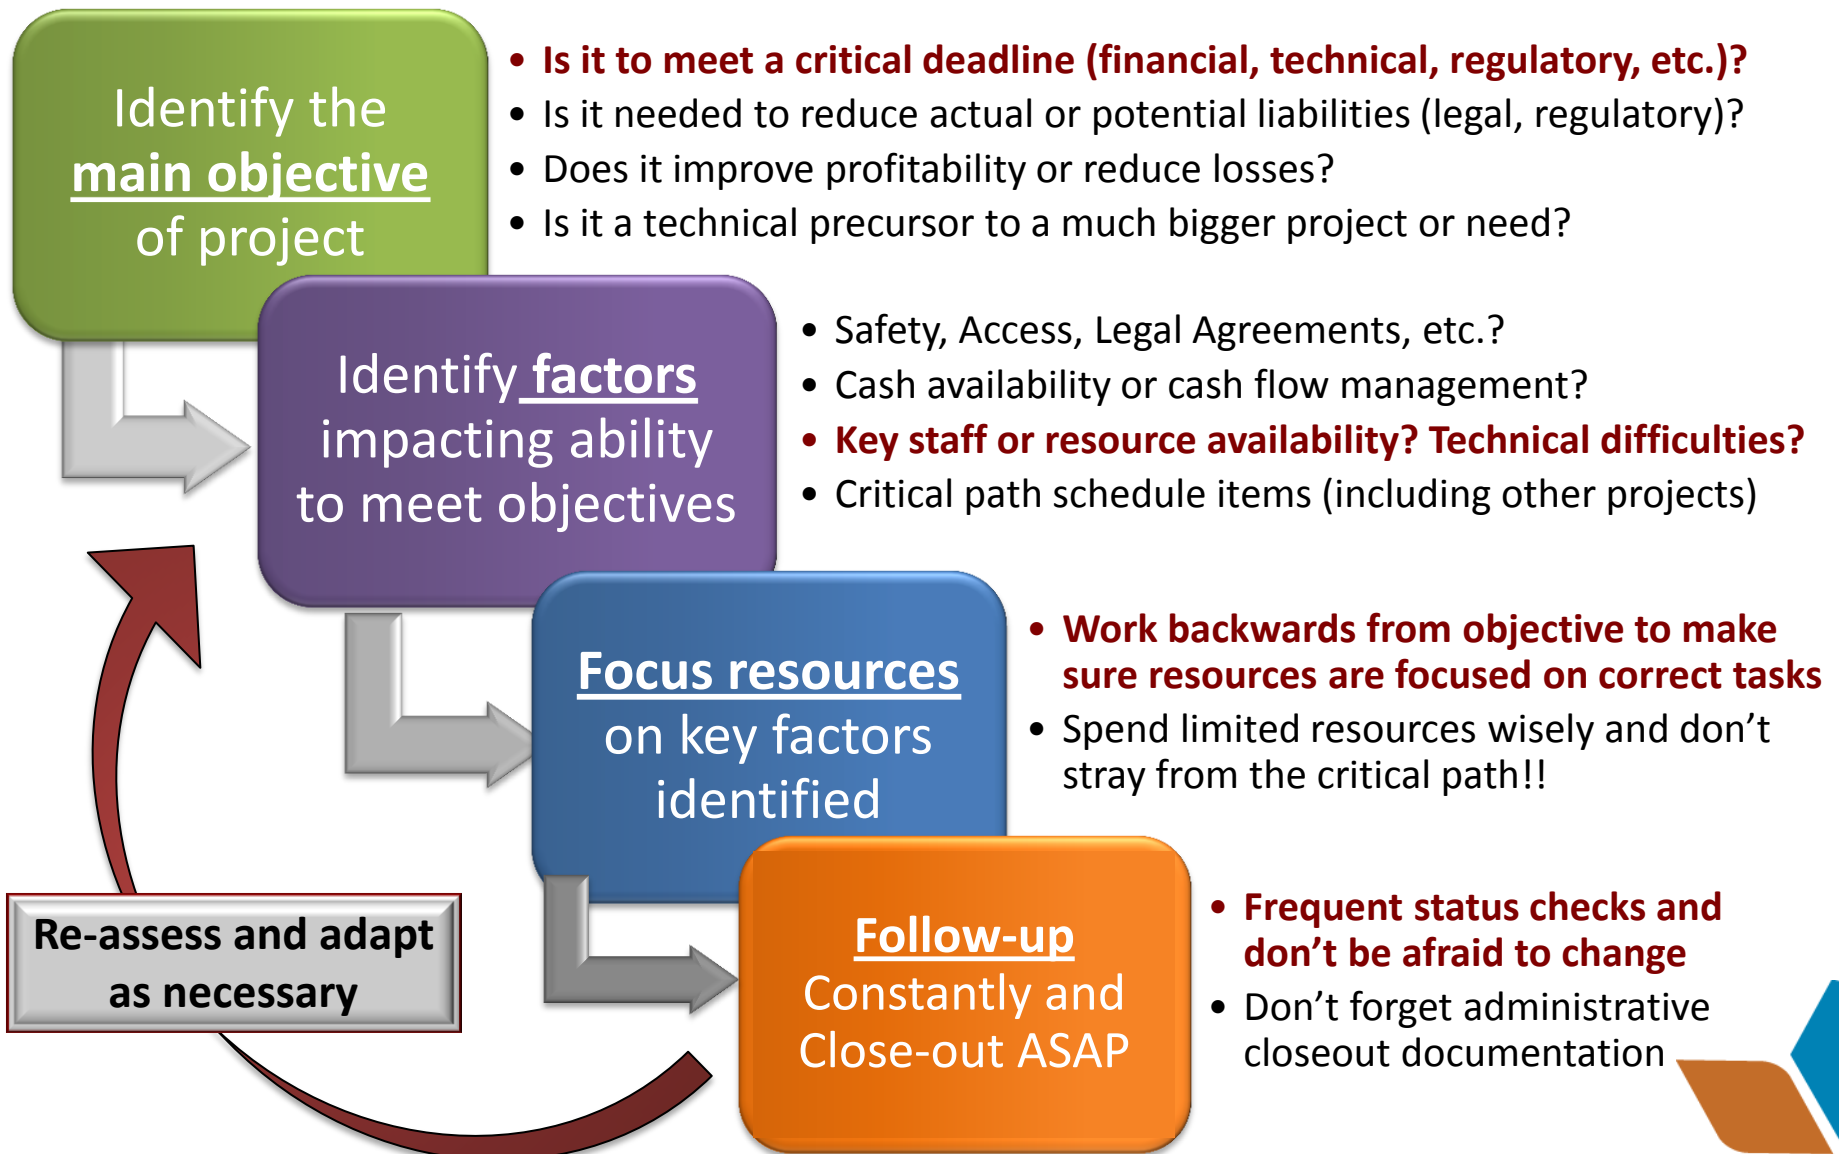 Identify the
main objective
of project
• Is it to meet a critical deadline (financial, technical, regulatory, etc.)?
• Is it needed to reduce actual or potential liabilities (legal, regulatory)?
• Does it improve profitability or reduce losses?
• Is it a technical precursor to a much bigger project or need?
Identify factors
impacting ability
to meet objectives
• Safety, Access, Legal Agreements, etc.?
• Cash availability or cash flow management?
• Key staff or resource availability? Technical difficulties?
• Critical path schedule items (including other projects)
Focus resources
on key factors
identified
• Work backwards from objective to make
sure resources are focused on correct tasks
• Spend limited resources wisely and don’t
stray from the critical path!!
Follow-up
Constantly and
Close-out ASAP
• Frequent status checks and
don’t be afraid to change
• Don’t forget administrative
closeout documentation
Re-assess and adapt
as necessary